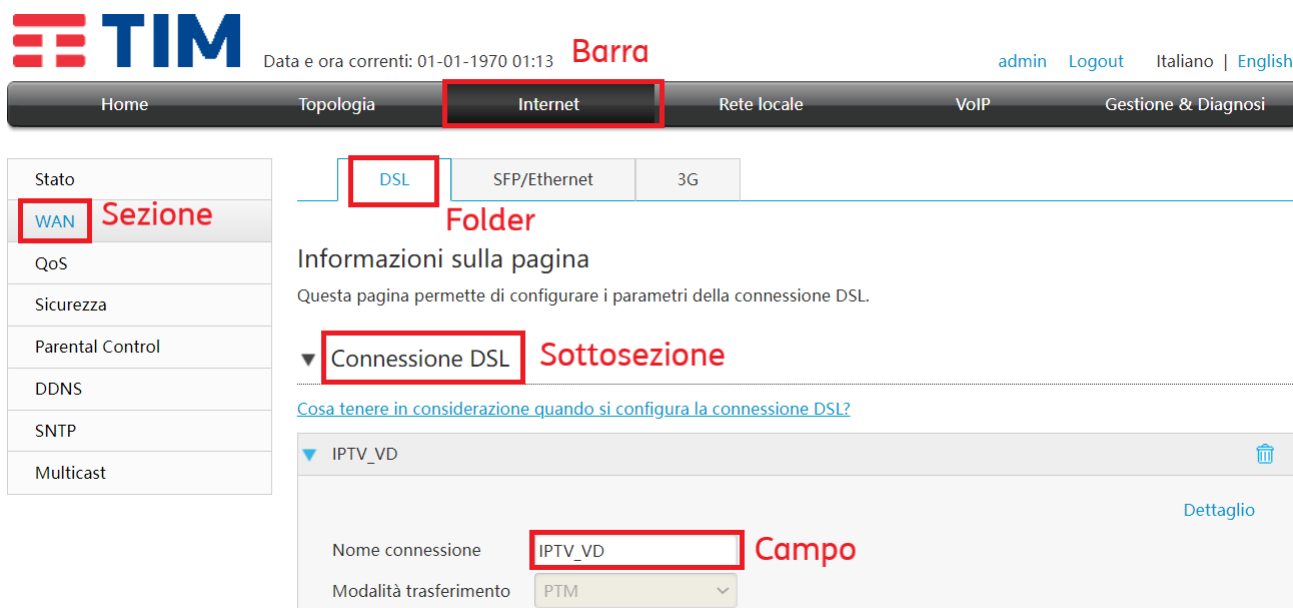 TIM
Data e ora correnti: 01-01-1970 01:13 Barra admin Logout Italiano | English
Home Topologia Internet Rete locale VoIP Gestione & Diagnosi
Stato DSL SFP/Ethernet 3G
WAN Sezione
Folder
QoS Informazioni sulla pagina
Sicurezza Questa pagina permette di configurare i parametri della connessione DSL.
Parental Control Connessione DSL Sottosezione
DDNS
Cosa tenere in considerazione quando si configura la connessione DSL?
SNTP
IPTV_VD
Multicast
Dettaglio
Nome connessione IPTV_VD Campo
Modalità trasferimento PTM